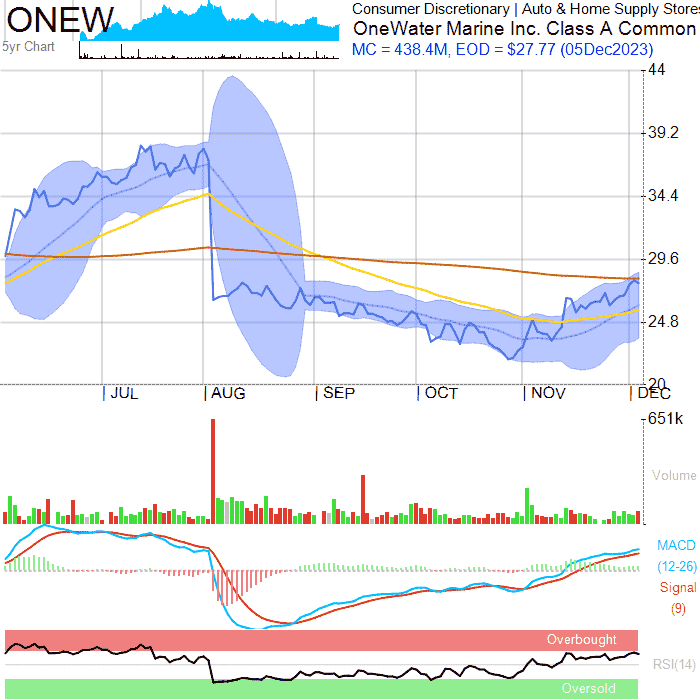 ONEW
5yr Chart
Consumer Discretionary | Auto & Home Supply Stores
OneWater Marine Inc. Class A Common
MC = 438.4M, EOD = $27.77 (05Dec2023)
44
39.2
34.4
29.6
24.8
20
JUL
AUG
SEP
OCT
NOV
DEC
651k
Volume
MACD
(12-26)
Signal
(9)
Overbought
RSI(14)
Oversold